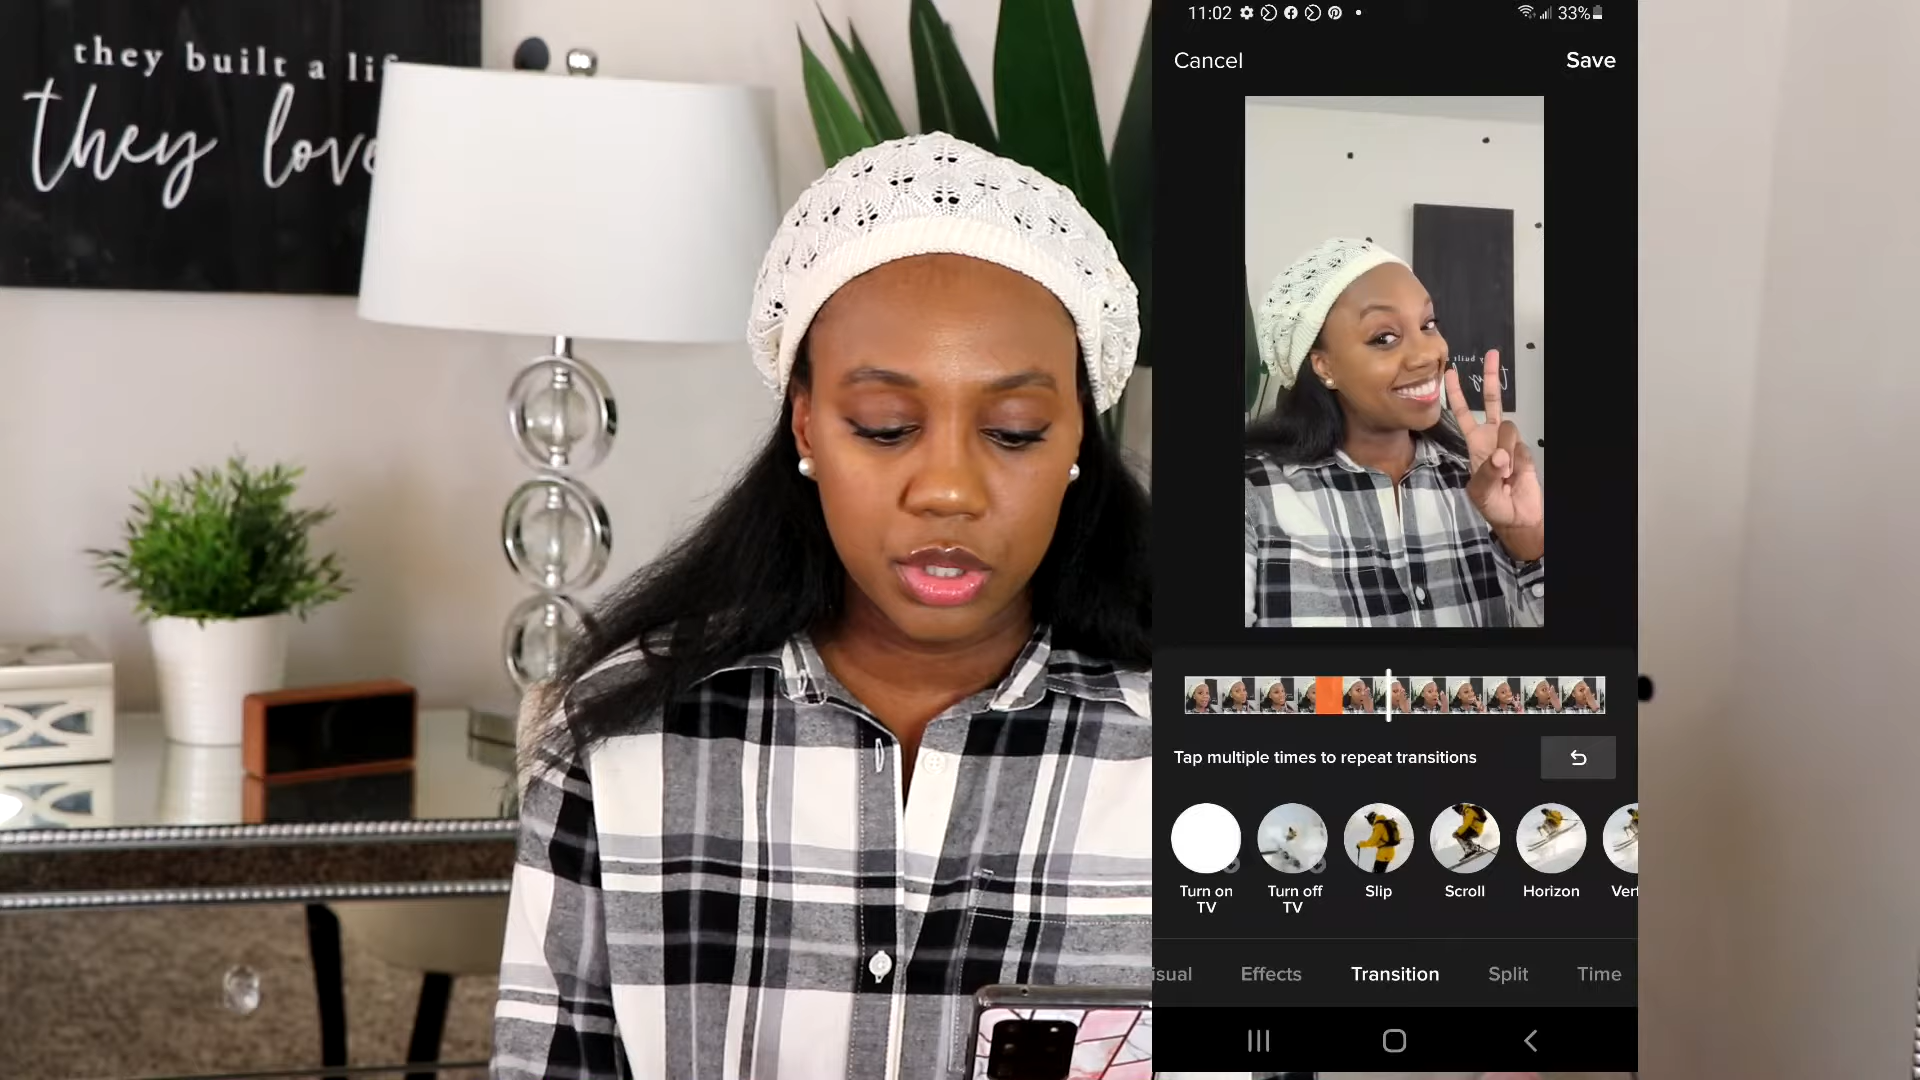 they built a lif
they love
11:02
33%
Cancel
Save
Tap multiple times to repeat transitions
Turn on
TV
Turn off
TV
Slip
Scroll
Horizon
Vert
isual
Effects
Transition
Split
Time